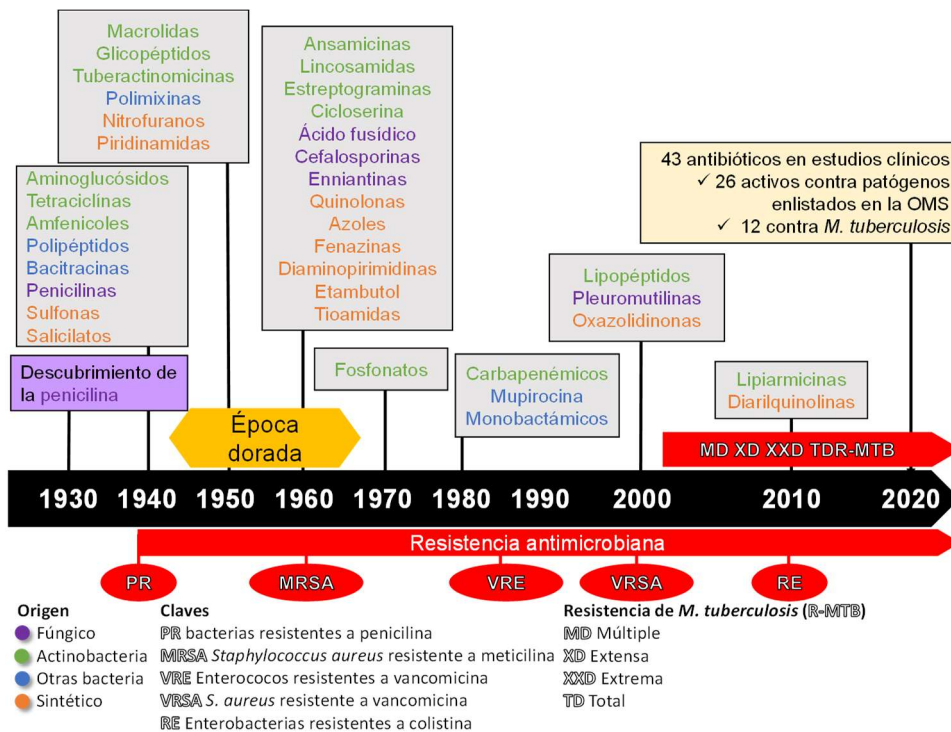 Macrolidas
Glicopéptidos
Tuberactinomicinas
Polimixinas
Nitrofuranos
Piridinamidas
Ansamicinas
Lincosamidas
Estreptograminas
Cicloserina
Ácido fusídico
Cefalosporinas
Enniantinas
Quinolonas
Azoles
Fenazinas
Diaminopirimidinas
Etambutol
Tioamidas
43 antibióticos en estudios clínicos
✓ 26 activos contra patógenos
enlistados en la OMS
✓ 12 contra M. tuberculosis
Aminoglucósidos
Tetraciclínas
Amfenicoles
Polipéptidos
Bacitracinas
Penicilinas
Sulfonas
Salicilatos
Lipopéptidos
Pleuromutilinas
Oxazolidinonas
Descubrimiento de
la penicilina
Fosfonatos
Carbapenémicos
Mupirocina
Monobactámicos
Lipiarmicinas
Diarilquinolinas
Época
dorada
MD XD XXD TDR-MTB
1930 1940 1950 1960 1970 1980 1990 2000 2010 2020
Resistencia antimicrobiana
PR MRSA VRE VRSA RE
Origen
Fúngico
Actinobacteria
Otras bacteria
Sintético
Claves
PR bacterias resistentes a penicilina
MRSA Staphylococcus aureus resistente a meticilina
VRE Enterococos resistentes a vancomicina
VRSA S. aureus resistente a vancomicina
RE Enterobacterias resistentes a colistina
Resistencia de M. tuberculosis (R-MTB)
MD Múltiple
XD Extensa
XXD Extrema
TD Total